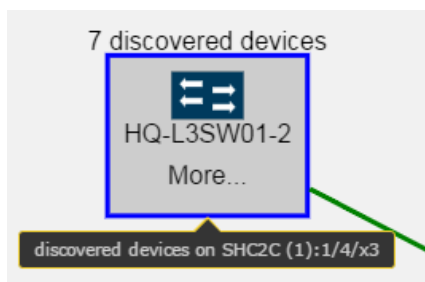 7 discovered devices
HQ-L3SW01-2
More...
discovered devices on SHC2C (1):1/4/x3